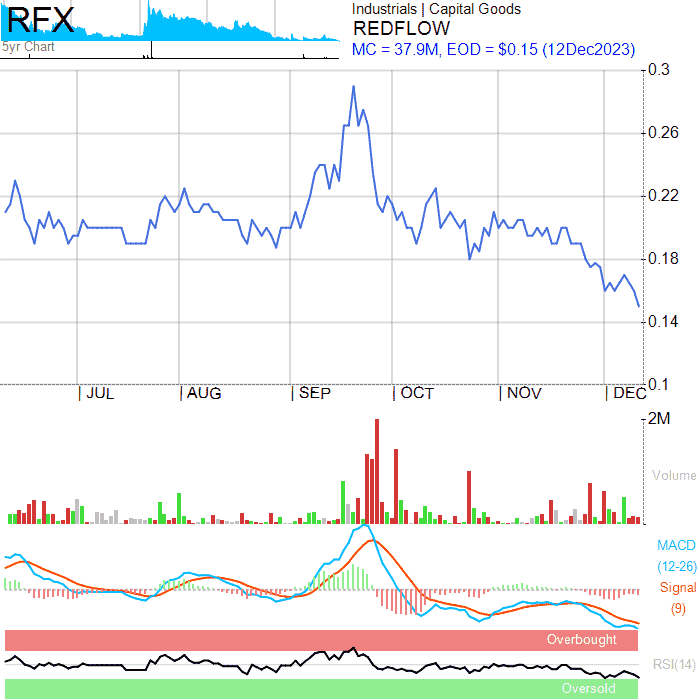 RFX
5yr Chart
Industrials | Capital Goods
REDFLOW
MC = 37.9M, EOD = $0.15 (12Dec2023)
0.3
0.26
0.22
0.18
0.14
0.1
| JUL | AUG | SEP | OCT | NOV | DEC
2M
Volume
MACD
(12-26)
Signal
(9)
Overbought
RSI(14)
Oversold